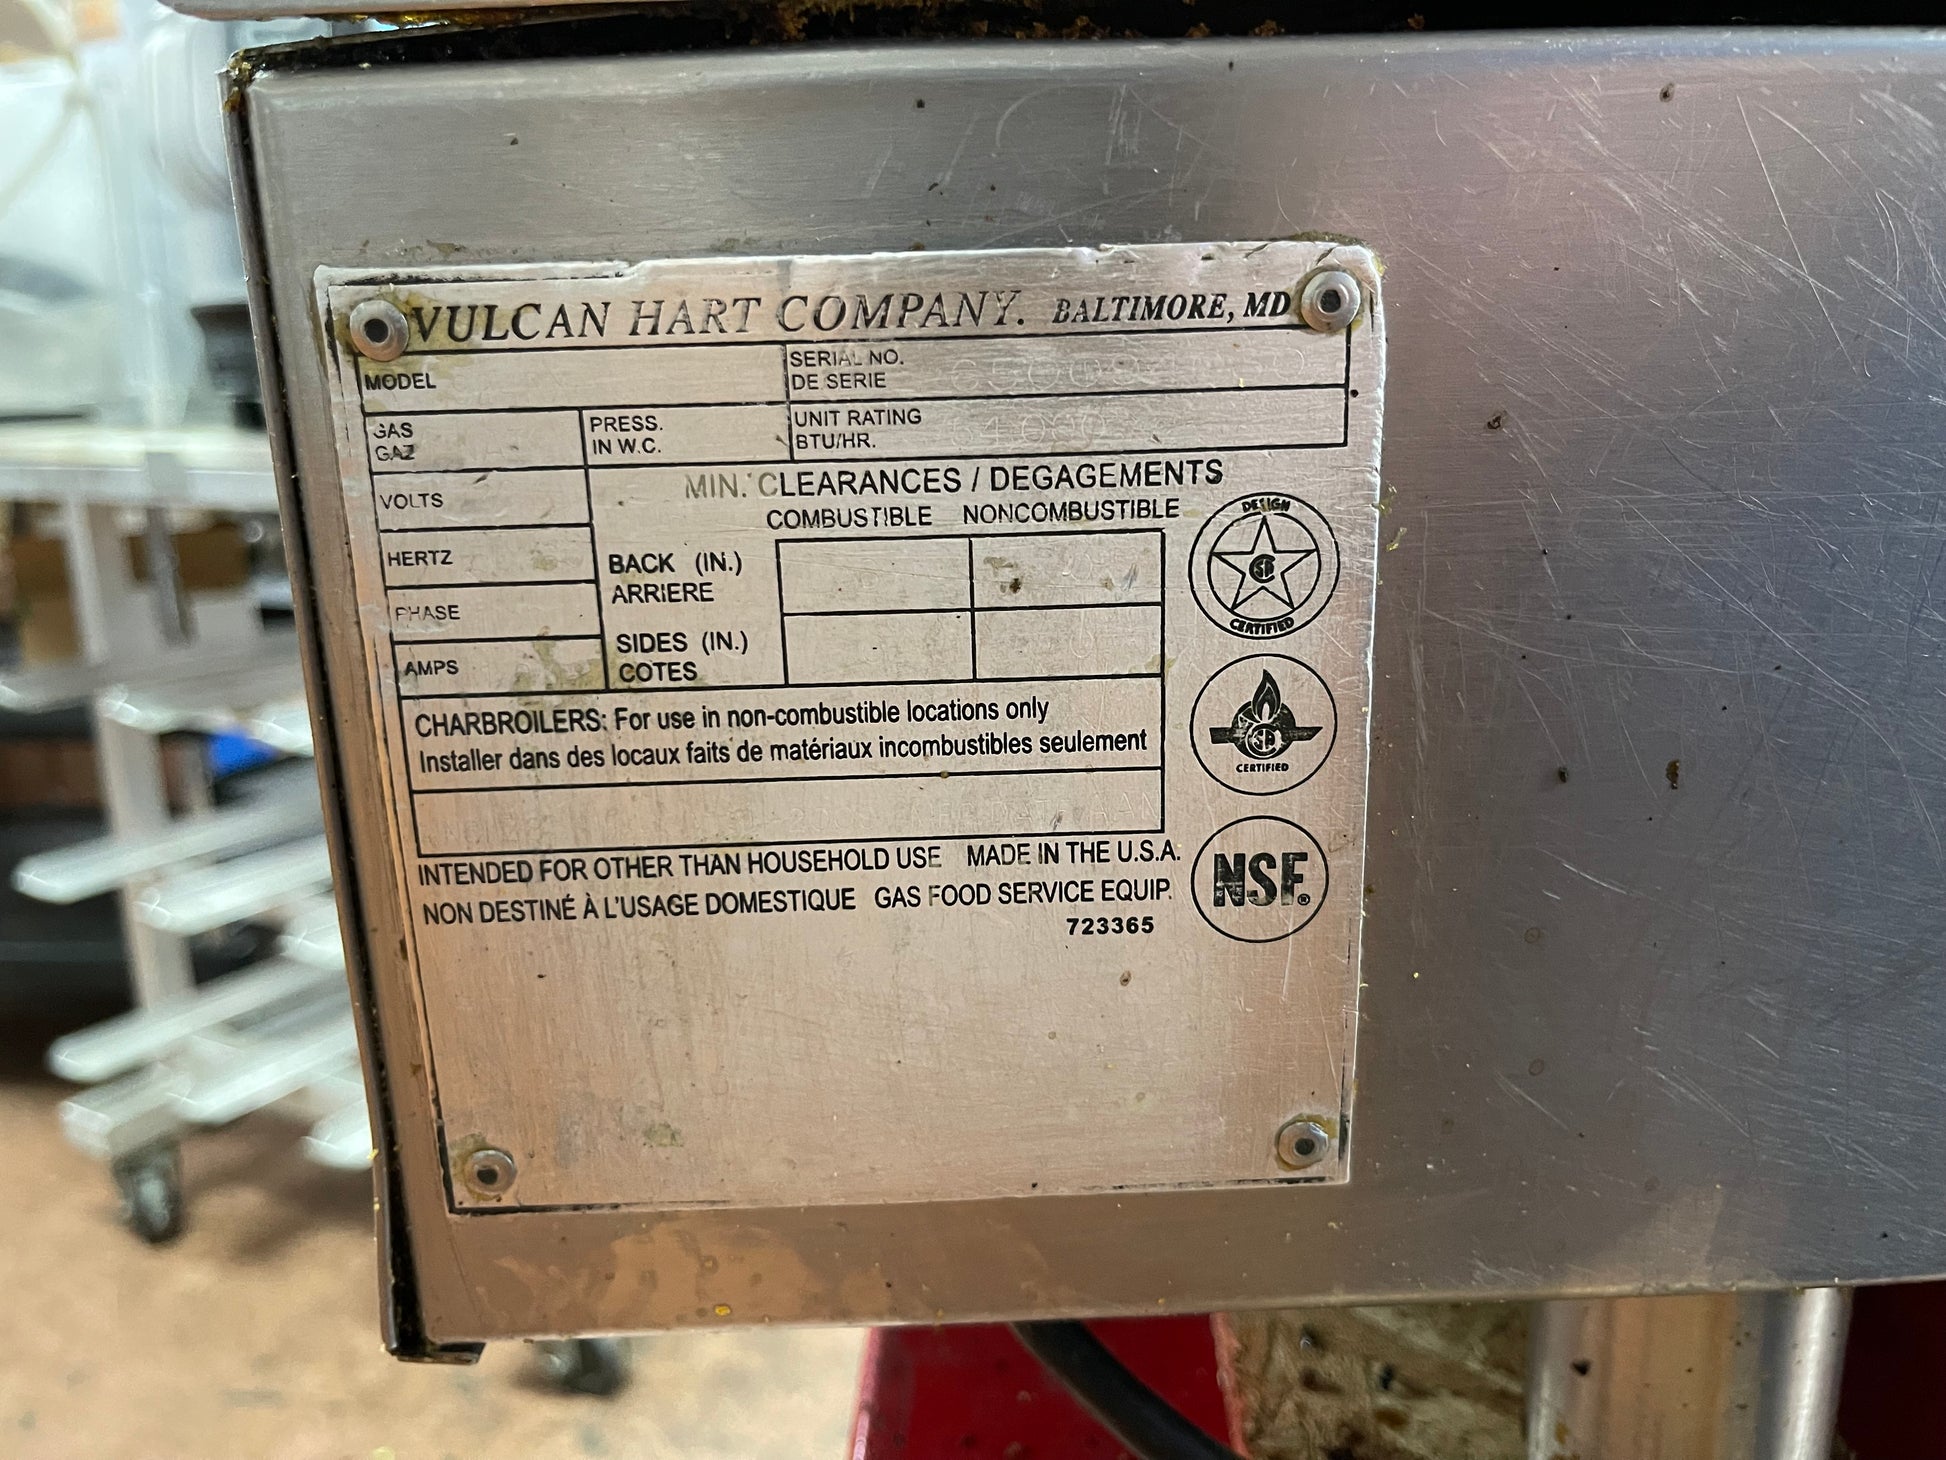 VULCAN HART COMPANY. BALTIMORE, MD
MODEL
SERIAL NO.
DE SERIE
GAS
GAZ
PRESS.
IN W.C.
UNIT RATING
BTU/HR.
VOLTS
HERTZ
PHASE
AMPS
MIN. CLEARANCES / DEGAGEMENTS
COMBUSTIBLE NONCOMBUSTIBLE
BACK (IN.)
ARRIERE
SIDES (IN.)
COTES
DESIGN
CERTIFIED
CERTIFIED
CHARBROILERS: For use in non-combustible locations only
Installer dans des locaux faits de matériaux incombustibles seulement
INTENDED FOR OTHER THAN HOUSEHOLD USE MADE IN THE U.S.A.
NON DESTINÉ À L'USAGE DOMESTIQUE GAS FOOD SERVICE EQUIP.
723365
NSF®